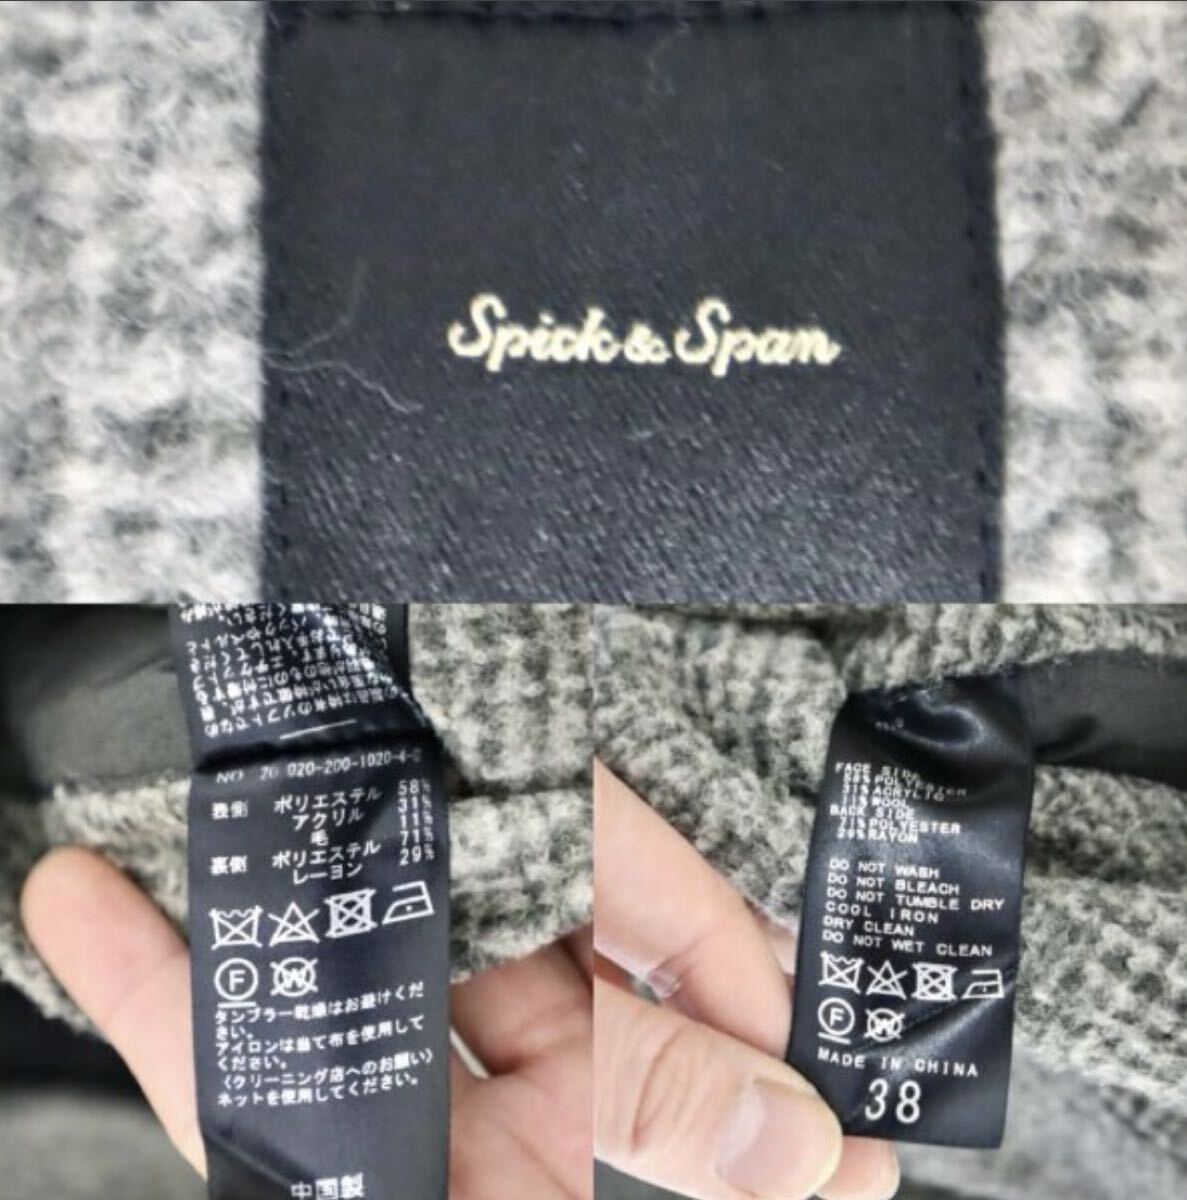 Spick & Span
NO 20 020-200-1020-4-0
表側 ポリエステル 58%
アクリル 31%
毛 11%
裏側 ポリエステル 71%
レーヨン 29%
F W
タンブラー乾燥はお避けくだ
さい。
アイロンは当て布を使用して
ください。
〈クリーニング店へのお願い〉
ネットを使用してください。
中国製
FACE SIDE
58% POLYESTER
31% ACRYLIC
11% WOOL
BACK SIDE
71% POLYESTER
29% RAYON
DO NOT WASH
DO NOT BLEACH
DO NOT TUMBLE DRY
COOL IRON
DRY CLEAN
DO NOT WET CLEAN
F W
MADE IN CHINA
38